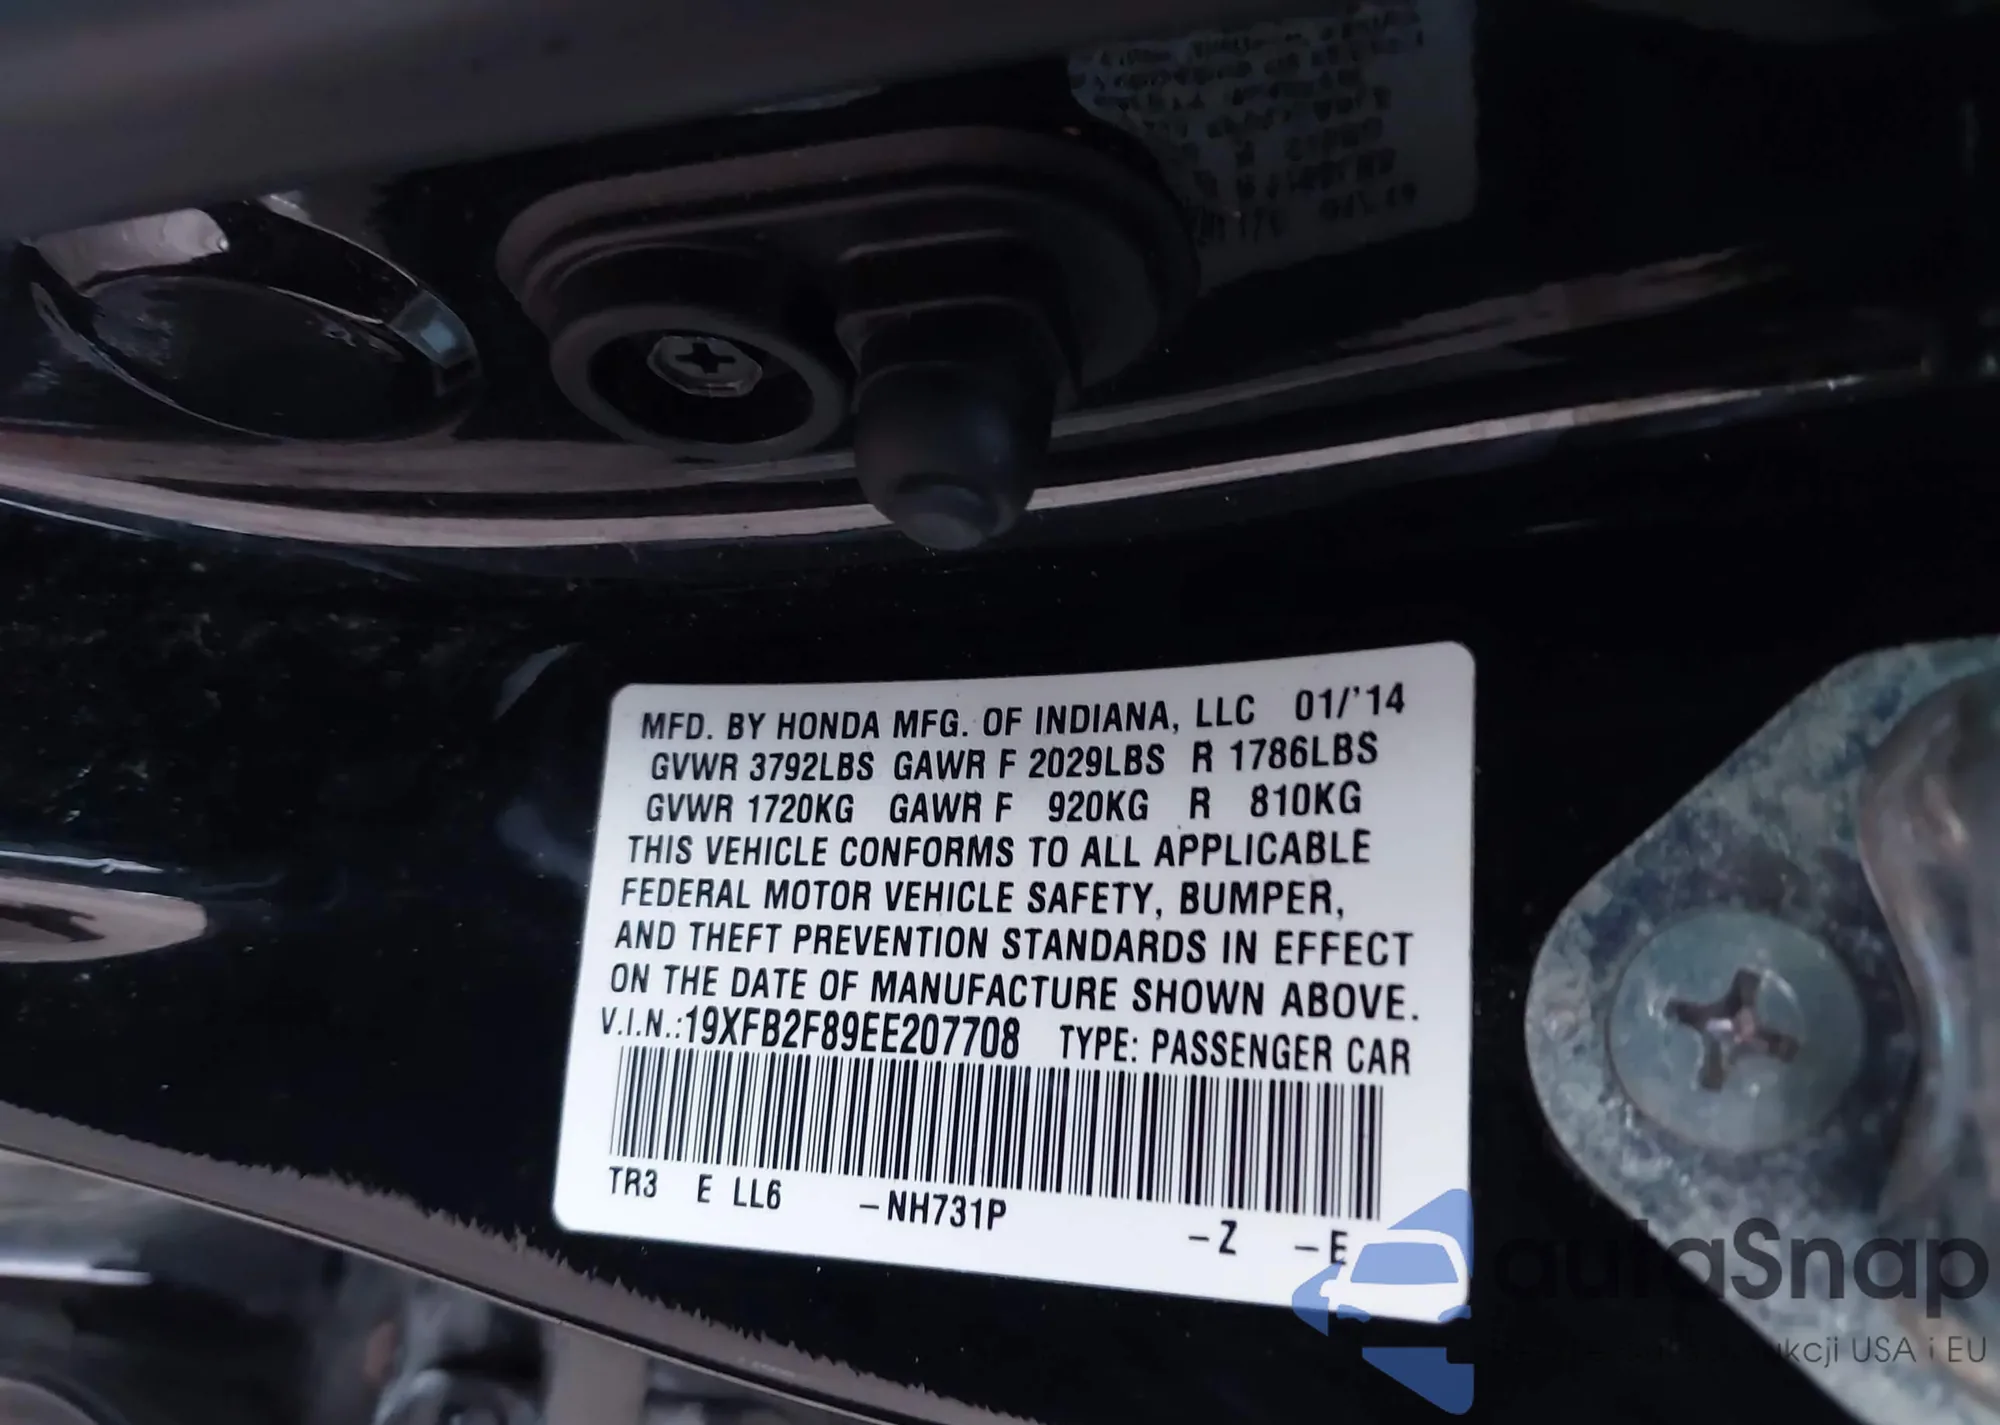 MFD. BY HONDA MFG. OF INDIANA, LLC 01/'14
GVWR 3792LBS GAWR F 2029LBS R 1786LBS
GVWR 1720KG GAWR F 920KG R 810KG
THIS VEHICLE CONFORMS TO ALL APPLICABLE
FEDERAL MOTOR VEHICLE SAFETY, BUMPER,
AND THEFT PREVENTION STANDARDS IN EFFECT
ON THE DATE OF MANUFACTURE SHOWN ABOVE.
V.I.N.:19XFB2F89EE207708 TYPE: PASSENGER CAR
TR3 E LL6 -NH731P -Z -E
autaSnap
USA i EU